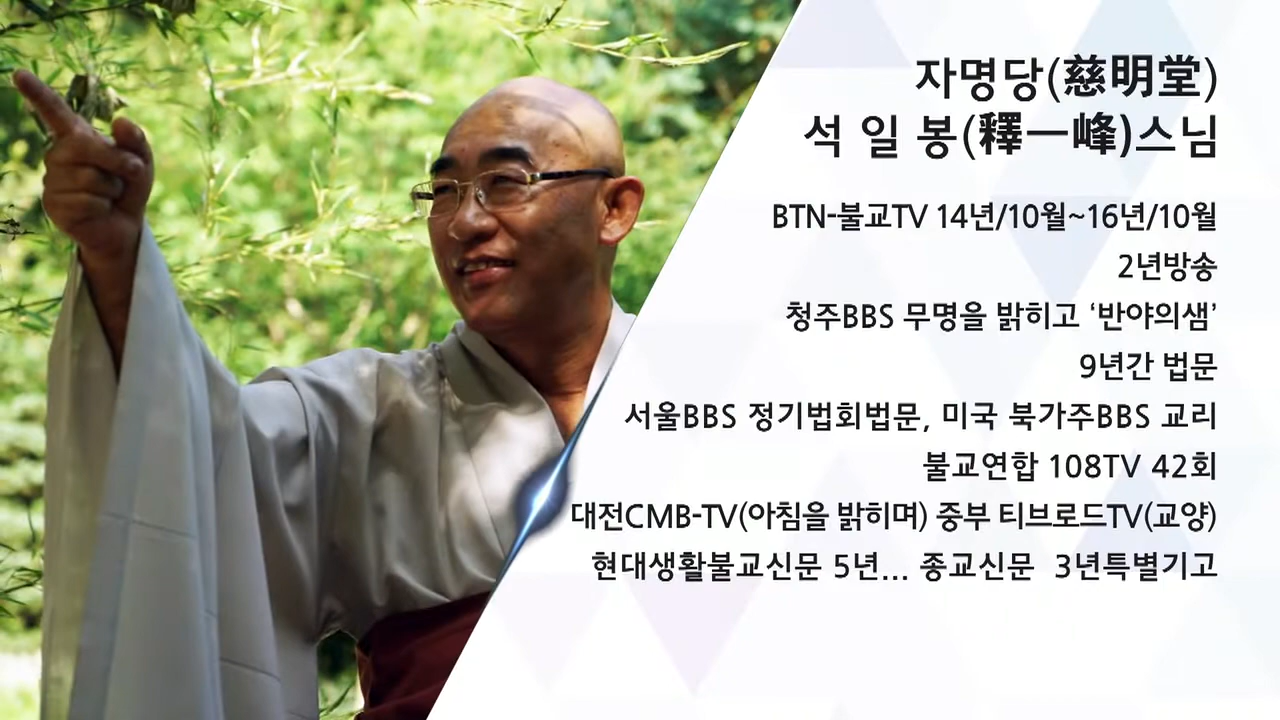 자명당(慈明堂)
석 일 봉(釋一峰)스님
BTN-불교TV 14년/10월~16년/10월
2년방송
청주BBS 무명을 밝히고 ‘반야의샘’
9년간 법문
서울BBS 정기법회법문, 미국 북가주BBS 교리
불교연합 108TV 42회
대전CMB-TV(아침을 밝히며) 중부 티브로드TV(교양)
현대생활불교신문 5년... 종교신문 3년특별기고